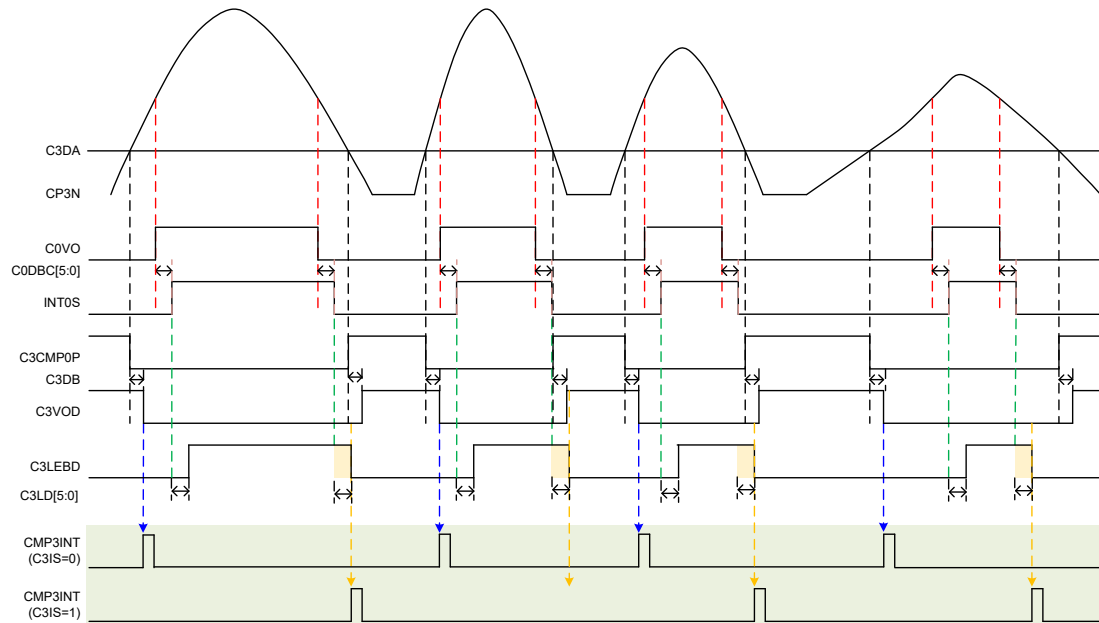 C3DA
CP3N
C0VO
C0DBC[5:0]
INT0S
C3CMP0P
C3DB
C3VOD
C3LEBD
C3LD[5:0]
CMP3INT
(C3IS=0)
CMP3INT
(C3IS=1)